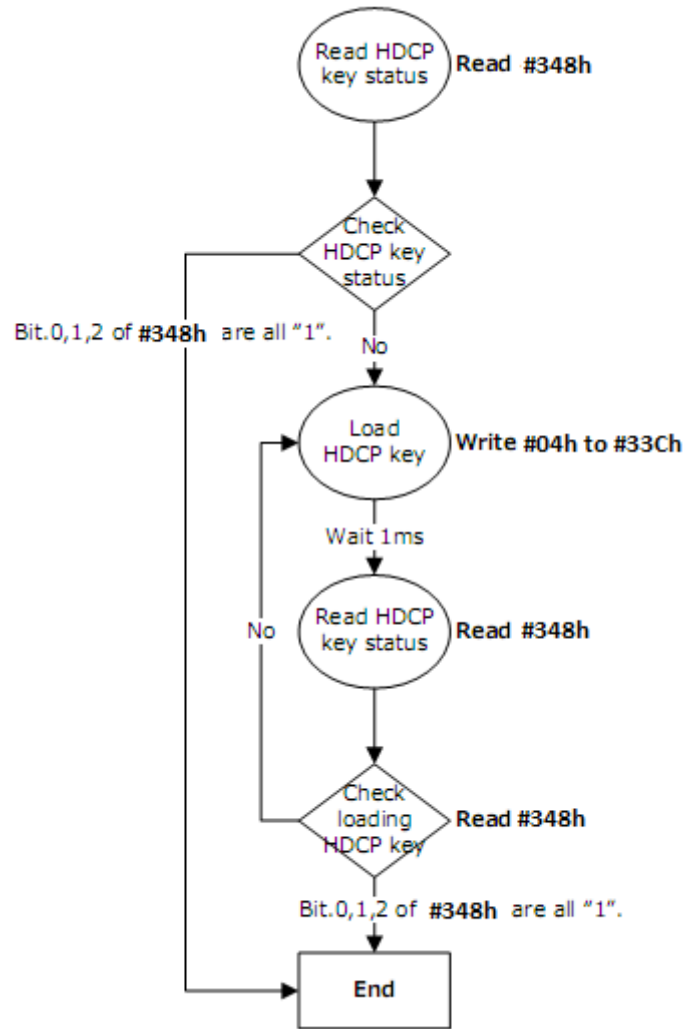 Read HDCP
key status
Read #348h
Check
HDCP key
status
Bit.0,1,2 of #348h are all "1".
No
Load
HDCP key
Write #04h to #33Ch
Wait 1ms
Read HDCP
key status
Read #348h
No
Check
loading
HDCP key
Read #348h
Bit.0,1,2 of #348h are all "1".
End